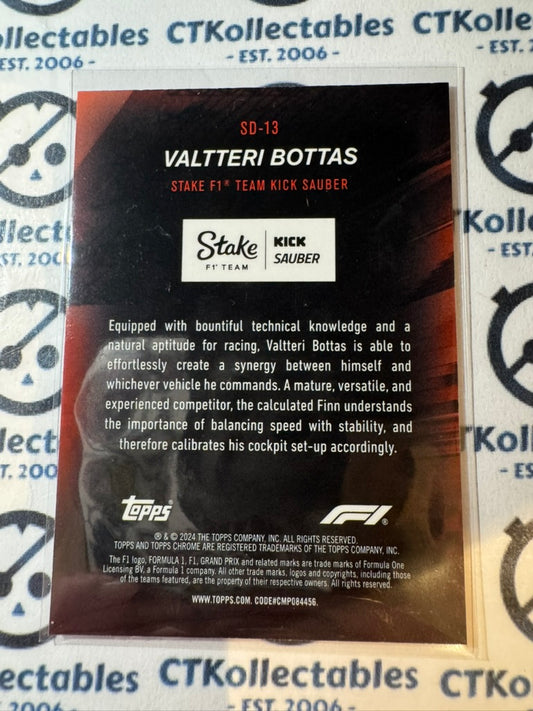 ollectables CTKollectables CTK
EST. 2006 - - EST. 2006 - - ES
SD-13
VALTTERI BOTTAS
STAKE F1® TEAM KICK SAUBER
Stake F1® TEAM KICK SAUBER
Equipped with bountiful technical knowledge and a
natural aptitude for racing, Valtteri Bottas is able to
effortlessly create a synergy between himself and
whichever vehicle he commands. A mature, versatile, and
experienced competitor, the calculated Finn understands
the importance of balancing speed with stability, and
therefore calibrates his cockpit set-up accordingly.
topps® F1®
® & © 2024 THE TOPPS COMPANY, INC. ALL RIGHTS RESERVED.
TOPPS AND TOPPS CHROME ARE REGISTERED TRADEMARKS OF THE TOPPS COMPANY, INC.
The F1 logo, FORMULA 1, F1, GRAND PRIX and related marks are trade marks of Formula One
Licensing BV, a Formula 1 company. All other trade marks, logos and copyrights, including those
of the teams featured, are the property of their respective owners. All rights reserved.
WWW.TOPPS.COM. CODE#CMP084456.
ectables CTKollectables CTKo
2006 - - EST. 2006 -